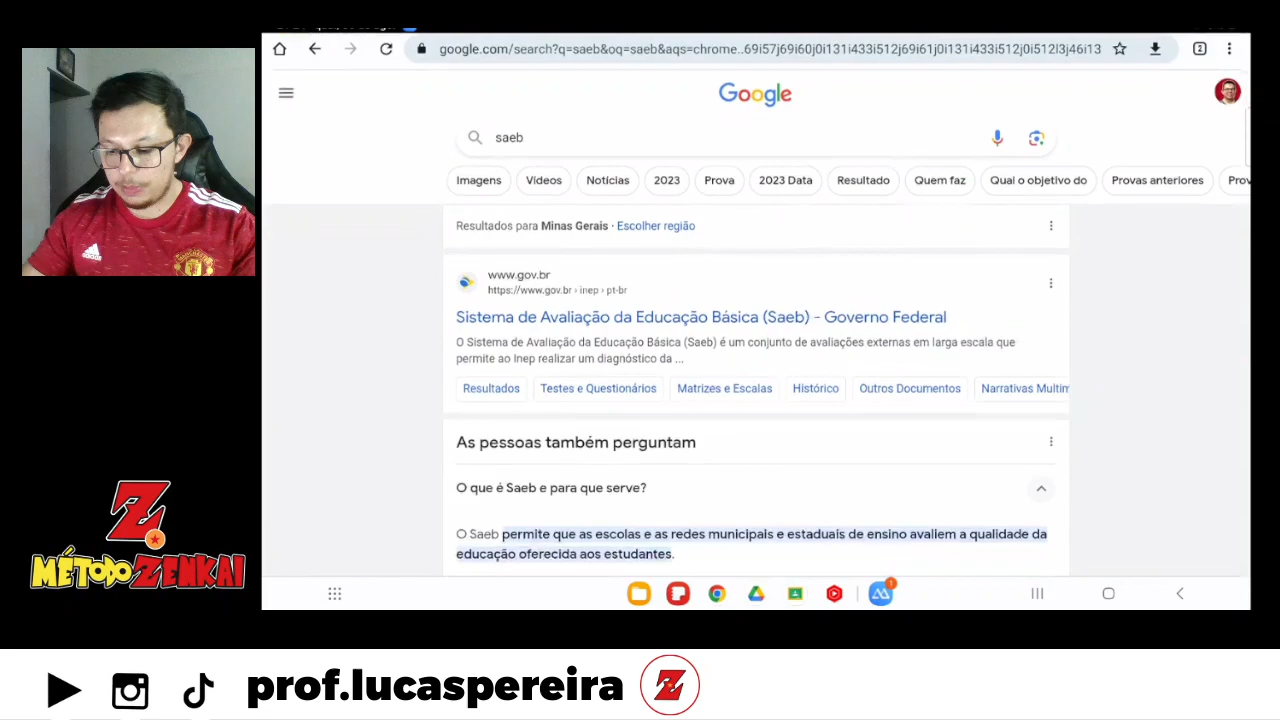 google.com/search?q=saeb&oq=saeb&aqs=chrome..69i57j69i60j0i131i433i512j69i61j0i131i433i512j0i512l3j46i13
2
Google
saeb
Imagens
Vídeos
Notícias
2023
Prova
2023 Data
Resultado
Quem faz
Qual o objetivo do
Provas anteriores
Prov
Resultados para Minas Gerais · Escolher região
www.gov.br
https://www.gov.br › inep › pt-br
Sistema de Avaliação da Educação Básica (Saeb) - Governo Federal
O Sistema de Avaliação da Educação Básica (Saeb) é um conjunto de avaliações externas em larga escala que
permite ao Inep realizar um diagnóstico da ...
Resultados
Testes e Questionários
Matrizes e Escalas
Histórico
Outros Documentos
Narrativas Multim
As pessoas também perguntam
O que é Saeb e para que serve?
O Saeb permite que as escolas e as redes municipais e estaduais de ensino avaliem a qualidade da
educação oferecida aos estudantes.
1
Z
MÉTODO ZENKAI
prof.lucaspereira
Z